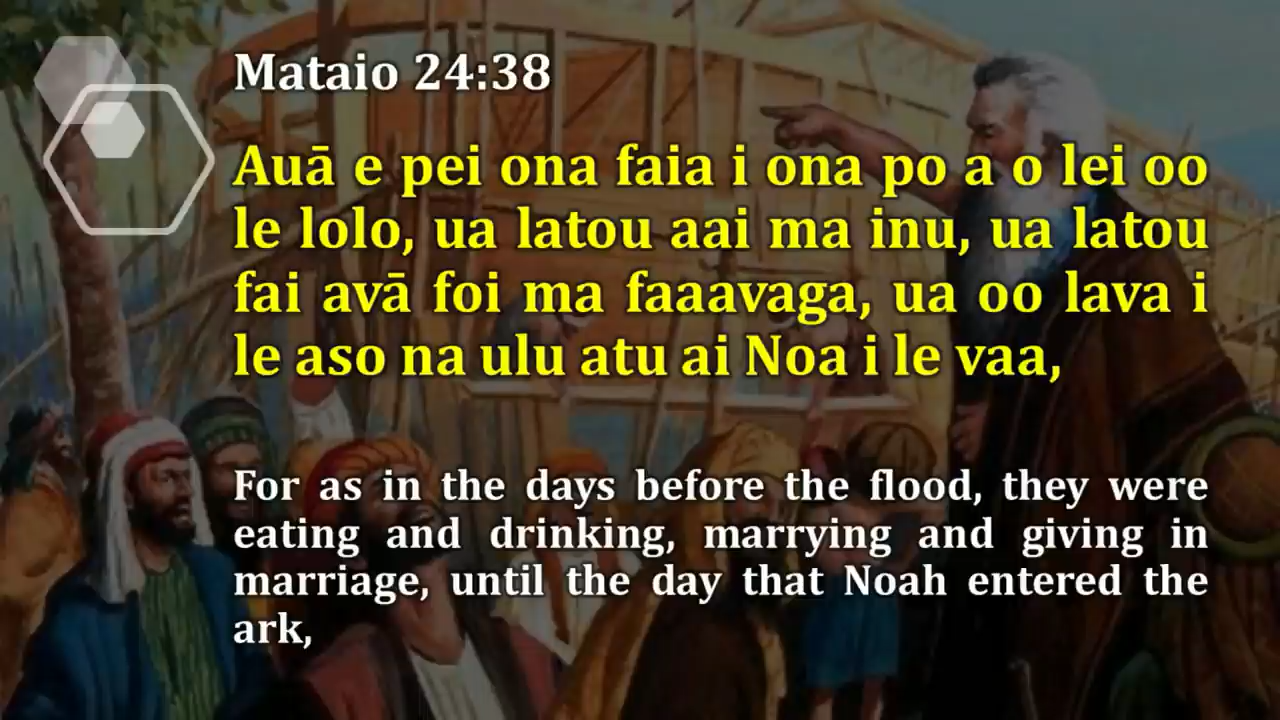 Mataio 24:38
Auā e pei ona faia i ona po a o lei oo
le lolo, ua latou aai ma inu, ua latou
fai avā foi ma faaavaga, ua oo lava i
le aso na ulu atu ai Noa i le vaa,
For as in the days before the flood, they were
eating and drinking, marrying and giving in
marriage, until the day that Noah entered the
ark,